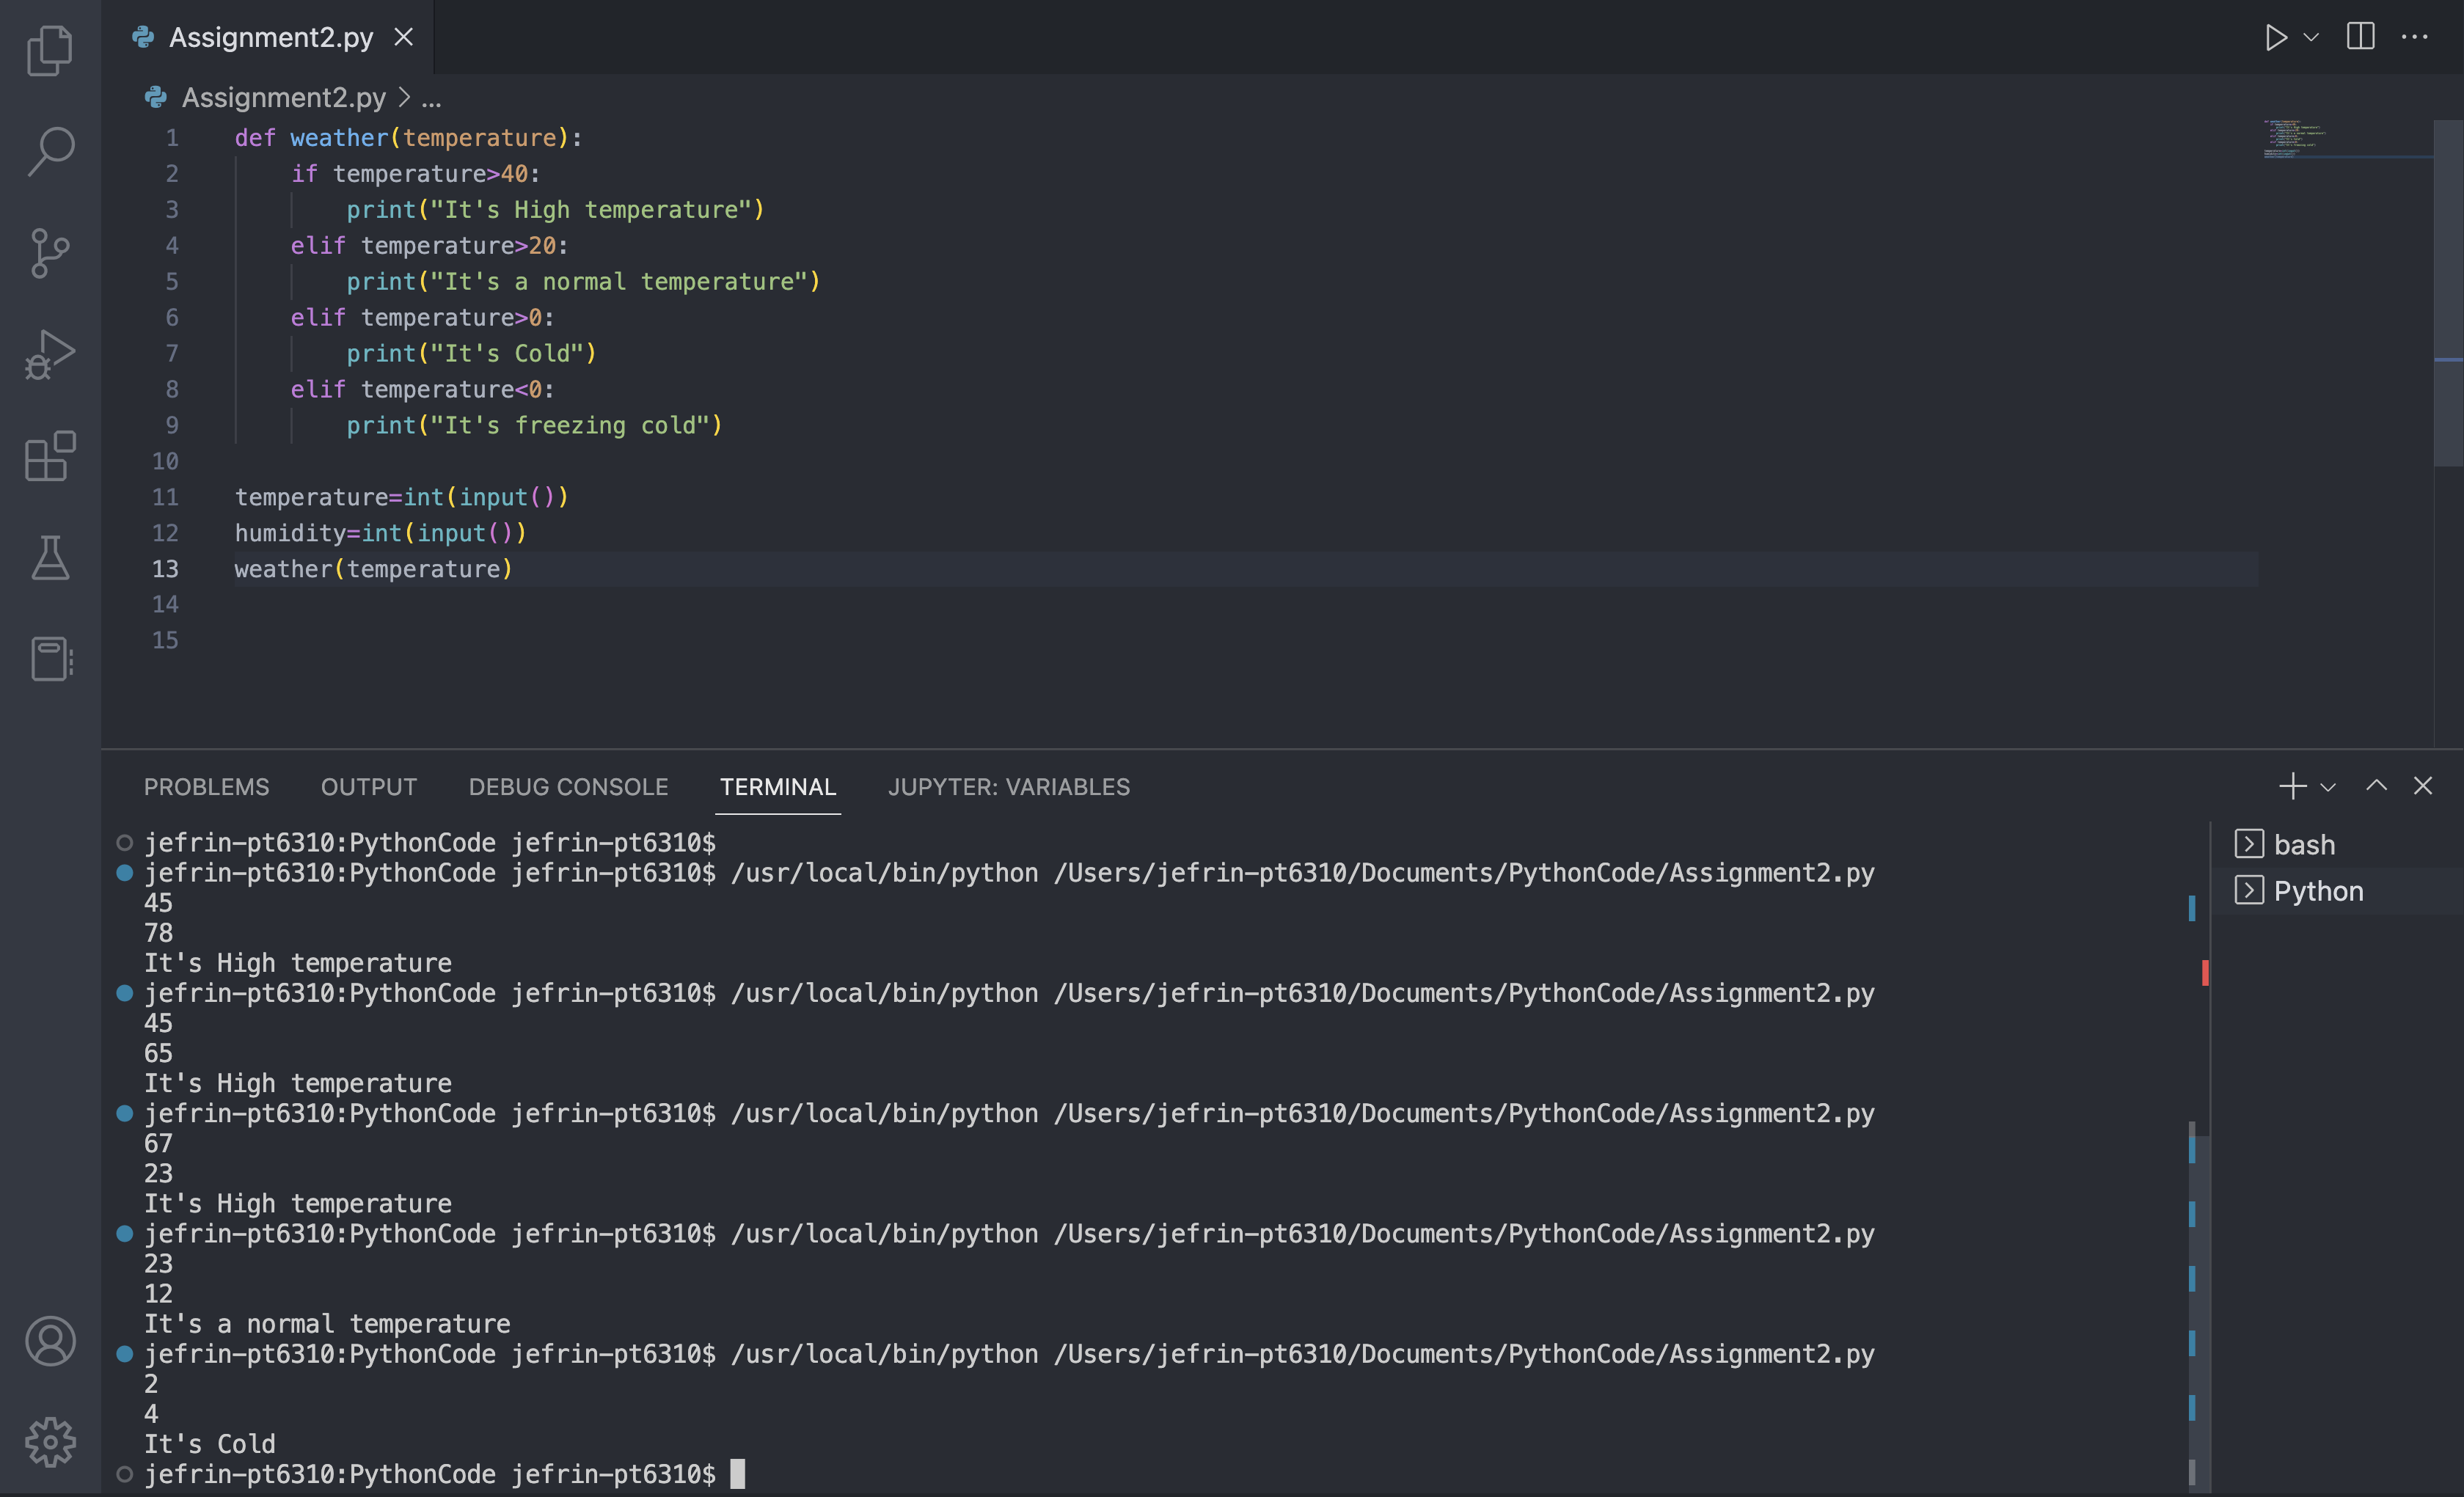 Assignment2.py
Assignment2.py > ...
1 def weather(temperature):
2     if temperature>40:
3         print("It's High temperature")
4     elif temperature>20:
5         print("It's a normal temperature")
6     elif temperature>0:
7         print("It's Cold")
8     elif temperature<0:
9         print("It's freezing cold")
10
11 temperature=int(input())
12 humidity=int(input())
13 weather(temperature)
14
15
PROBLEMS OUTPUT DEBUG CONSOLE TERMINAL JUPYTER: VARIABLES
jefrin-pt6310:PythonCode jefrin-pt6310$
jefrin-pt6310:PythonCode jefrin-pt6310$ /usr/local/bin/python /Users/jefrin-pt6310/Documents/PythonCode/Assignment2.py
45
78
It's High temperature
jefrin-pt6310:PythonCode jefrin-pt6310$ /usr/local/bin/python /Users/jefrin-pt6310/Documents/PythonCode/Assignment2.py
45
65
It's High temperature
jefrin-pt6310:PythonCode jefrin-pt6310$ /usr/local/bin/python /Users/jefrin-pt6310/Documents/PythonCode/Assignment2.py
67
23
It's High temperature
jefrin-pt6310:PythonCode jefrin-pt6310$ /usr/local/bin/python /Users/jefrin-pt6310/Documents/PythonCode/Assignment2.py
23
12
It's a normal temperature
jefrin-pt6310:PythonCode jefrin-pt6310$ /usr/local/bin/python /Users/jefrin-pt6310/Documents/PythonCode/Assignment2.py
2
4
It's Cold
jefrin-pt6310:PythonCode jefrin-pt6310$
bash
Python